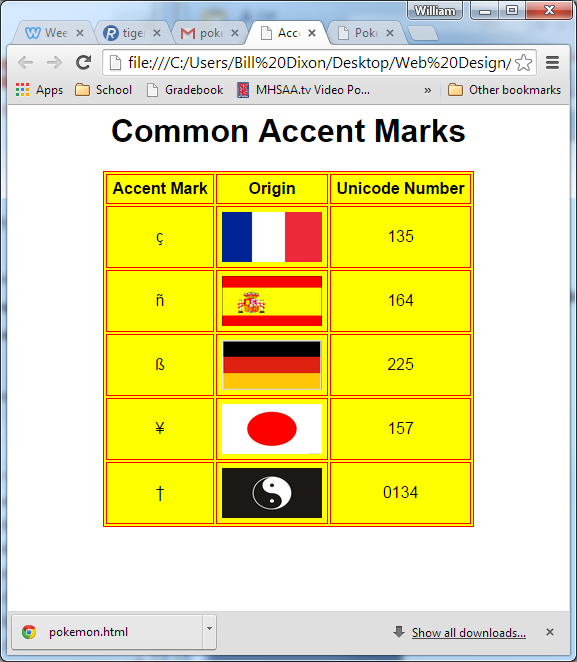 William
Wee
tige
poke
Acc
Poke
file:///C:/Users/Bill%20Dixon/Desktop/Web%20Design/
Apps School Gradebook MHSAA.tv Video Po... » Other bookmarks
Common Accent Marks
Accent Mark Origin Unicode Number
ç 135
ñ 164
ß 225
¥ 157
† 0134
pokemon.html Show all downloads...